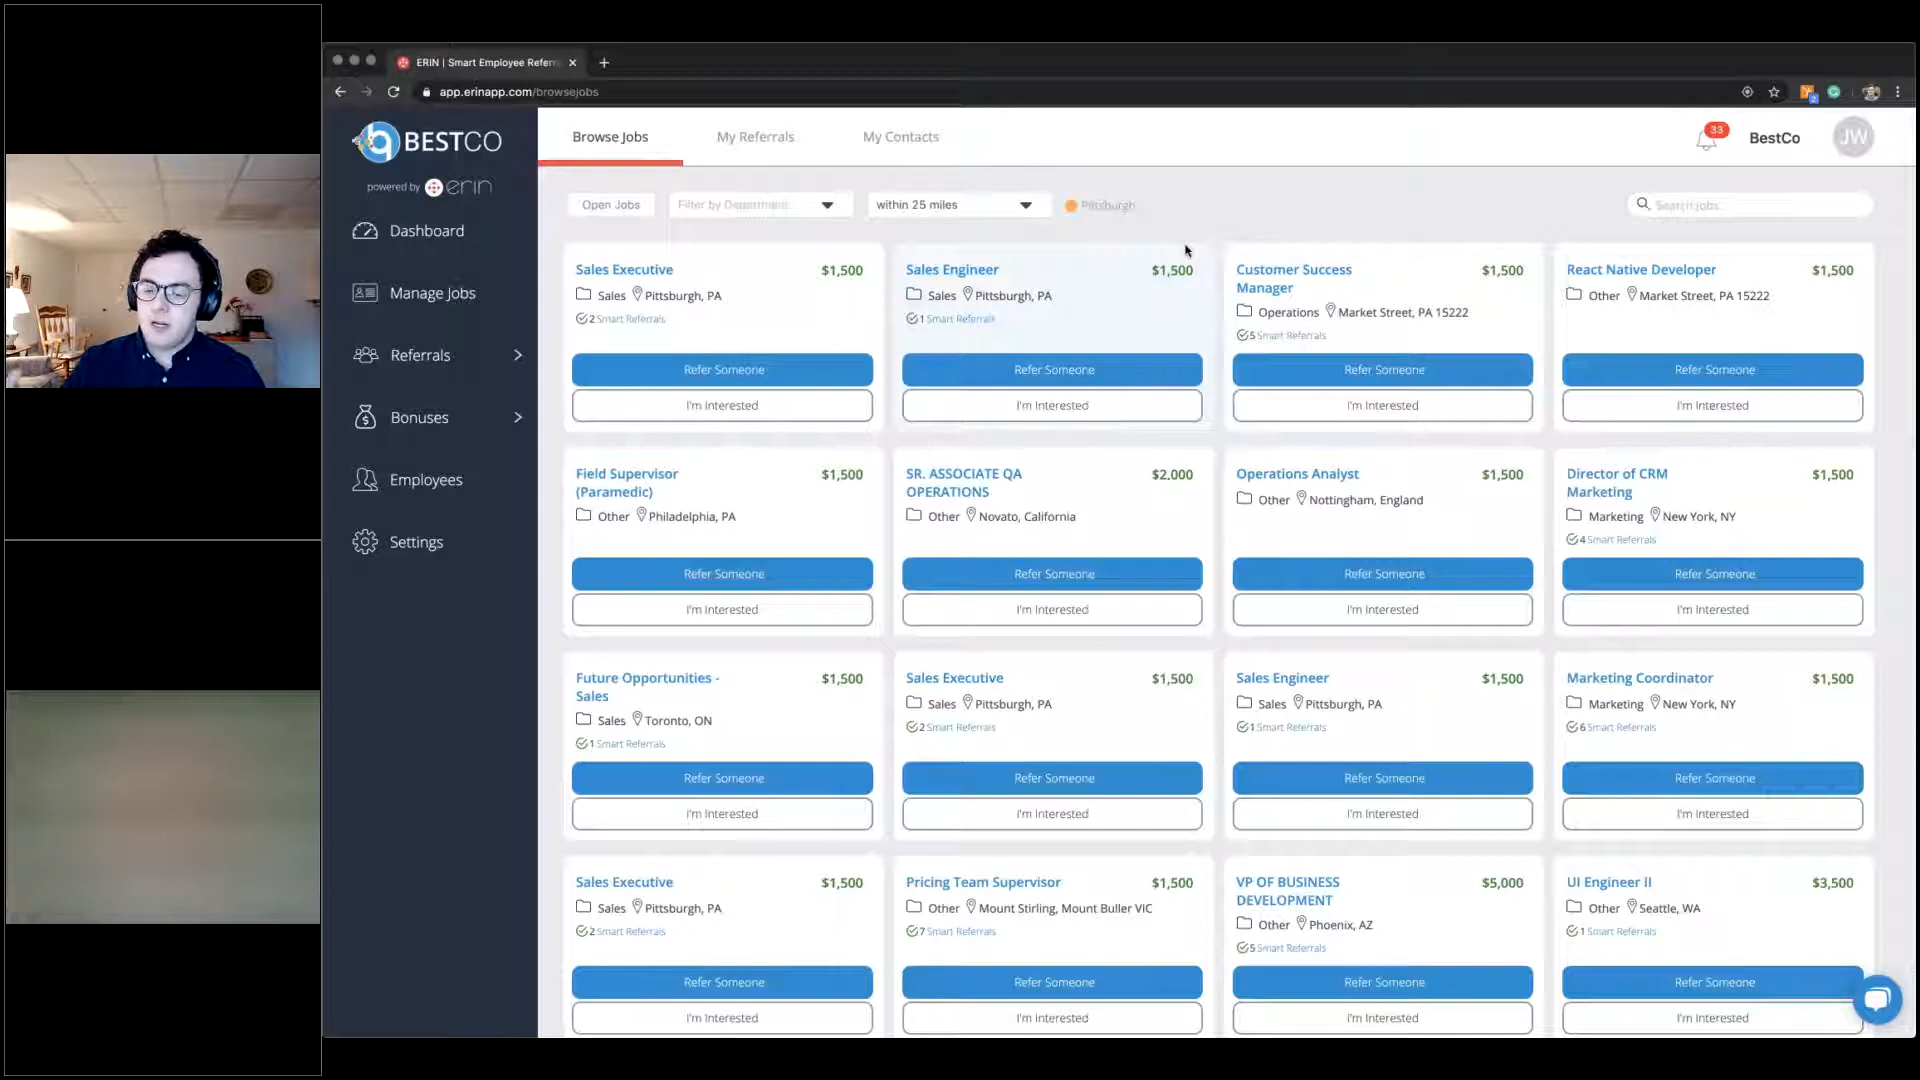 ERIN | Smart Employee Referr
app.erinapp.com/browsejobs
BESTCO
powered by erin
Dashboard
Manage Jobs
Referrals
Bonuses
Employees
Settings
Browse Jobs
My Referrals
My Contacts
33
BestCo
JW
Open Jobs
Filter by Department
within 25 miles
Pittsburgh
Search jobs
Sales Executive $1,500
Sales Pittsburgh, PA
2 Smart Referrals
Refer Someone
I'm Interested
Sales Engineer $1,500
Sales Pittsburgh, PA
1 Smart Referrals
Refer Someone
I'm Interested
Customer Success $1,500
Manager
Operations Market Street, PA 15222
5 Smart Referrals
Refer Someone
I'm Interested
React Native Developer $1,500
Other Market Street, PA 15222
Refer Someone
I'm Interested
Field Supervisor $1,500
(Paramedic)
Other Philadelphia, PA
Refer Someone
I'm Interested
SR. ASSOCIATE QA $2,000
OPERATIONS
Other Novato, California
Refer Someone
I'm Interested
Operations Analyst $1,500
Other Nottingham, England
Refer Someone
I'm Interested
Director of CRM $1,500
Marketing
Marketing New York, NY
4 Smart Referrals
Refer Someone
I'm Interested
Future Opportunities - $1,500
Sales
Sales Toronto, ON
1 Smart Referrals
Refer Someone
I'm Interested
Sales Executive $1,500
Sales Pittsburgh, PA
2 Smart Referrals
Refer Someone
I'm Interested
Sales Engineer $1,500
Sales Pittsburgh, PA
1 Smart Referrals
Refer Someone
I'm Interested
Marketing Coordinator $1,500
Marketing New York, NY
6 Smart Referrals
Refer Someone
I'm Interested
Sales Executive $1,500
Sales Pittsburgh, PA
2 Smart Referrals
Refer Someone
I'm Interested
Pricing Team Supervisor $1,500
Other Mount Stirling, Mount Buller VIC
7 Smart Referrals
Refer Someone
I'm Interested
VP OF BUSINESS $5,000
DEVELOPMENT
Other Phoenix, AZ
5 Smart Referrals
Refer Someone
I'm Interested
UI Engineer II $3,500
Other Seattle, WA
1 Smart Referrals
Refer Someone
I'm Interested